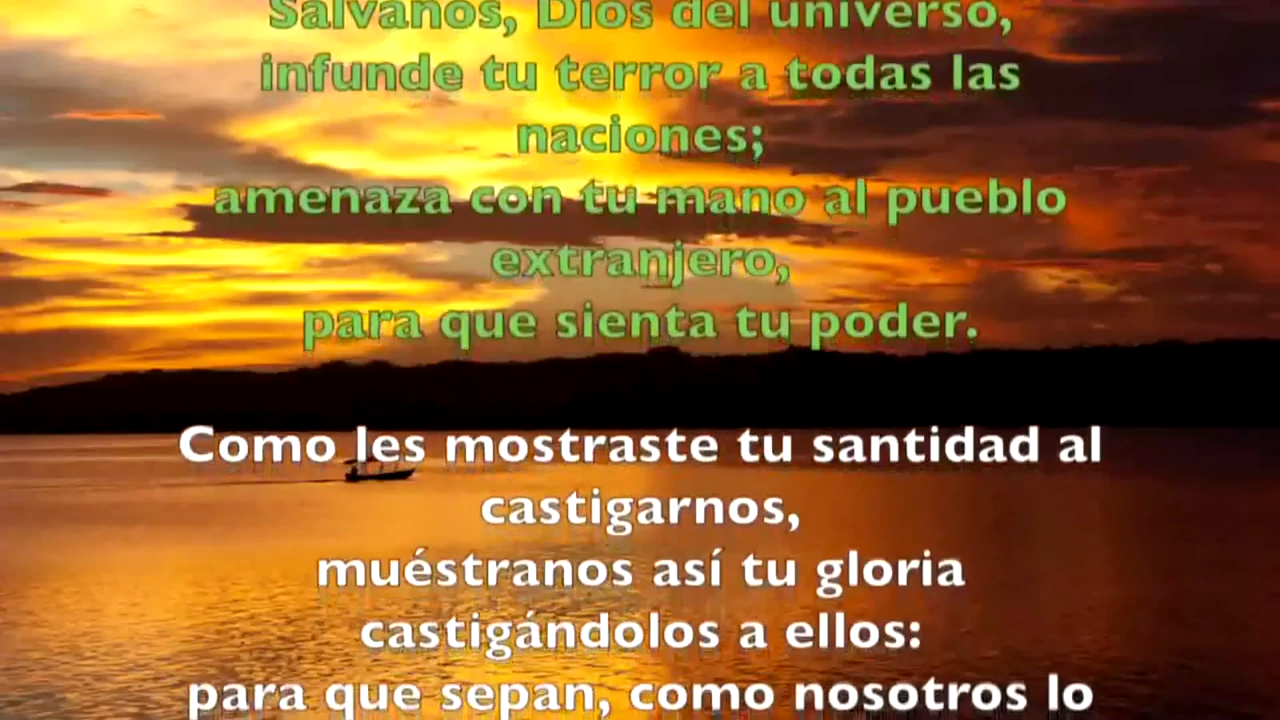 Sálvanos, Dios del universo,
infunde tu terror a todas las
naciones;
amenaza con tu mano al pueblo
extranjero,
para que sienta tu poder.
Como les mostraste tu santidad al
castigarnos,
muéstranos así tu gloria
castigándolos a ellos:
para que sepan, como nosotros lo